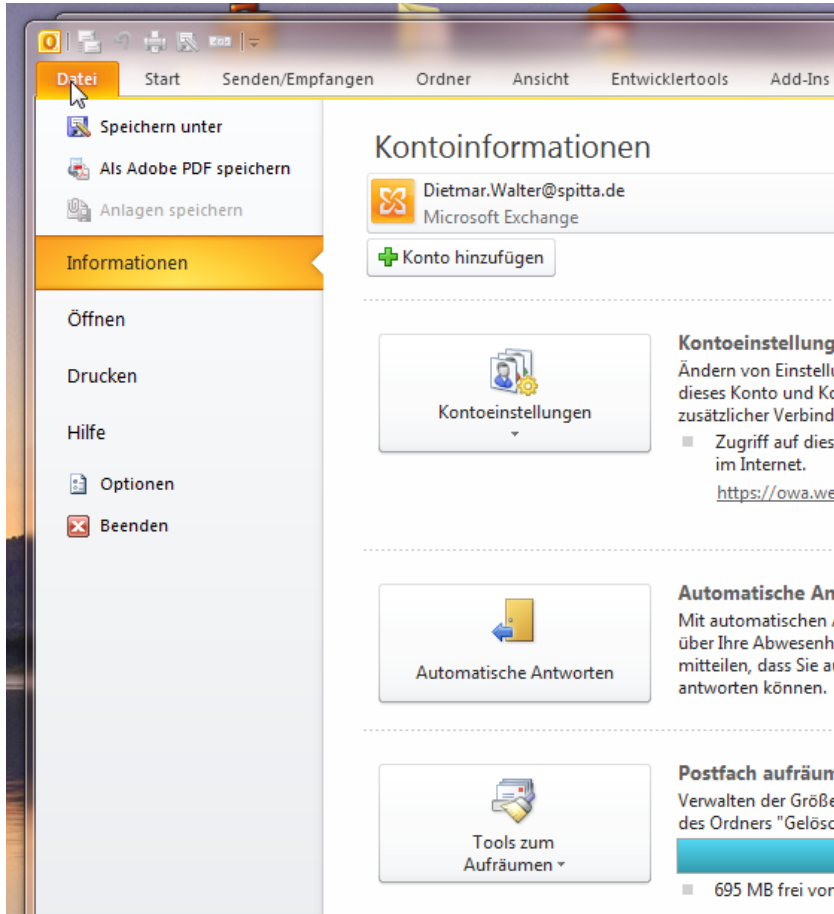 Datei Start Senden/Empfangen Ordner Ansicht Entwicklertools Add-Ins
Speichern unter
Als Adobe PDF speichern
Anlagen speichern
Informationen
Öffnen
Drucken
Hilfe
Optionen
Beenden
Kontoinformationen
Dietmar.Walter@spitta.de
Microsoft Exchange
Konto hinzufügen
Kontoeinstellungen
Kontoeinstellung
Ändern von Einstellu
dieses Konto und Ko
zusätzlicher Verbind
Zugriff auf dies
im Internet.
https://owa.we
Automatische Antworten
Automatische An
Mit automatischen A
über Ihre Abwesenh
mitteilen, dass Sie au
antworten können.
Tools zum
Aufräumen
Postfach aufräum
Verwalten der Größe
des Ordners "Gelösc
695 MB frei von